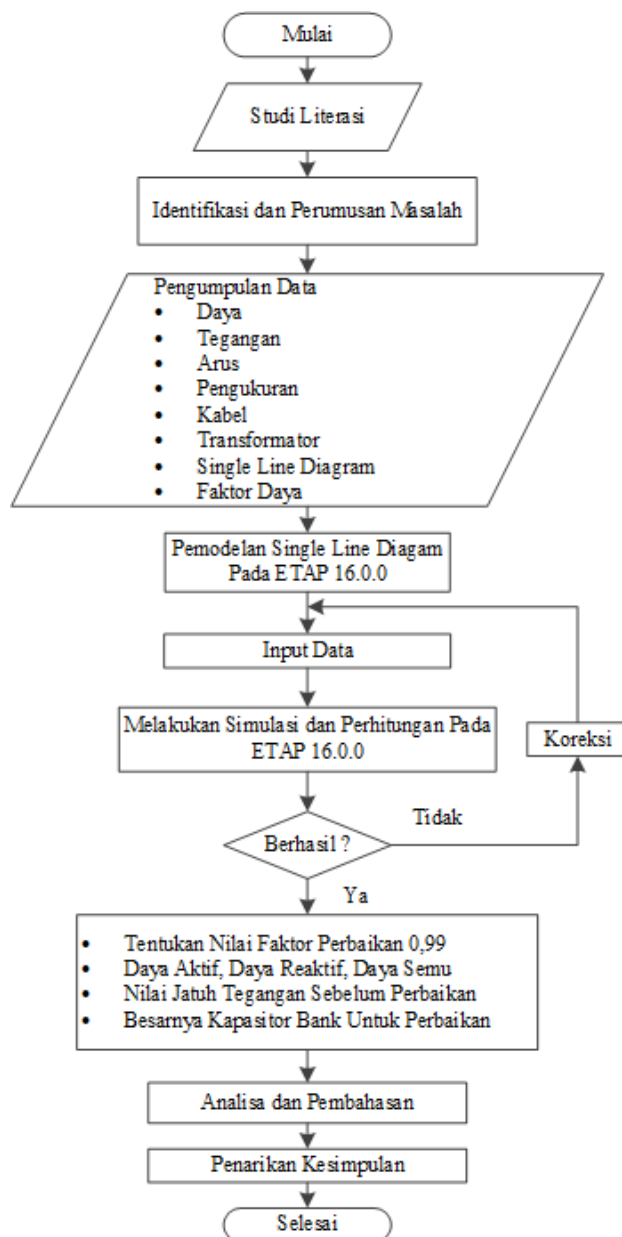 Mulai
Studi Literasi
Identifikasi dan Perumusan Masalah
Pengumpulan Data
• Daya
• Tegangan
• Arus
• Pengukuran
• Kabel
• Transformator
• Single Line Diagram
• Faktor Daya
Pemodelan Single Line Diagam
Pada ETAP 16.0.0
Input Data
Melakukan Simulasi dan Perhitungan Pada
ETAP 16.0.0
Koreksi
Tidak
Berhasil ?
Ya
• Tentukan Nilai Faktor Perbaikan 0,99
• Daya Aktif, Daya Reaktif, Daya Semu
• Nilai Jatuh Tegangan Sebelum Perbaikan
• Besarnya Kapasitor Bank Untuk Perbaikan
Analisa dan Pembahasan
Penarikan Kesimpulan
Selesai